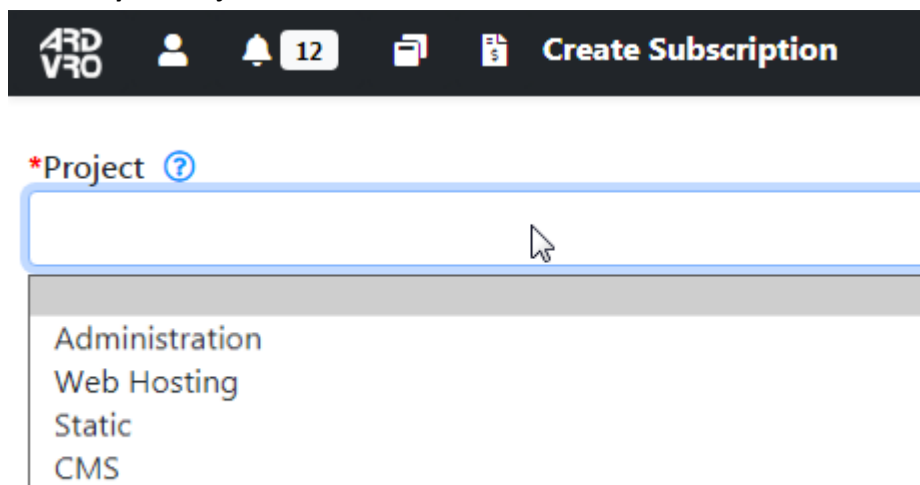 ARD
VRO
12
Create Subscription
*Project ?
Administration
Web Hosting
Static
CMS